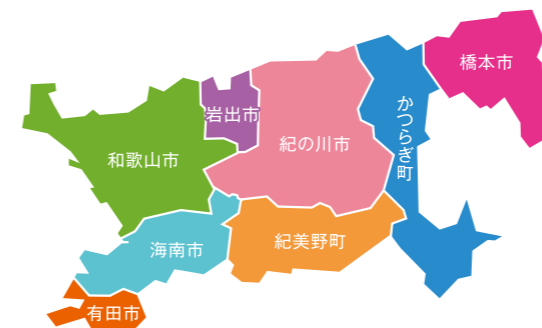 橋本市
かつらぎ町
岩出市
紀の川市
和歌山市
紀美野町
海南市
有田市